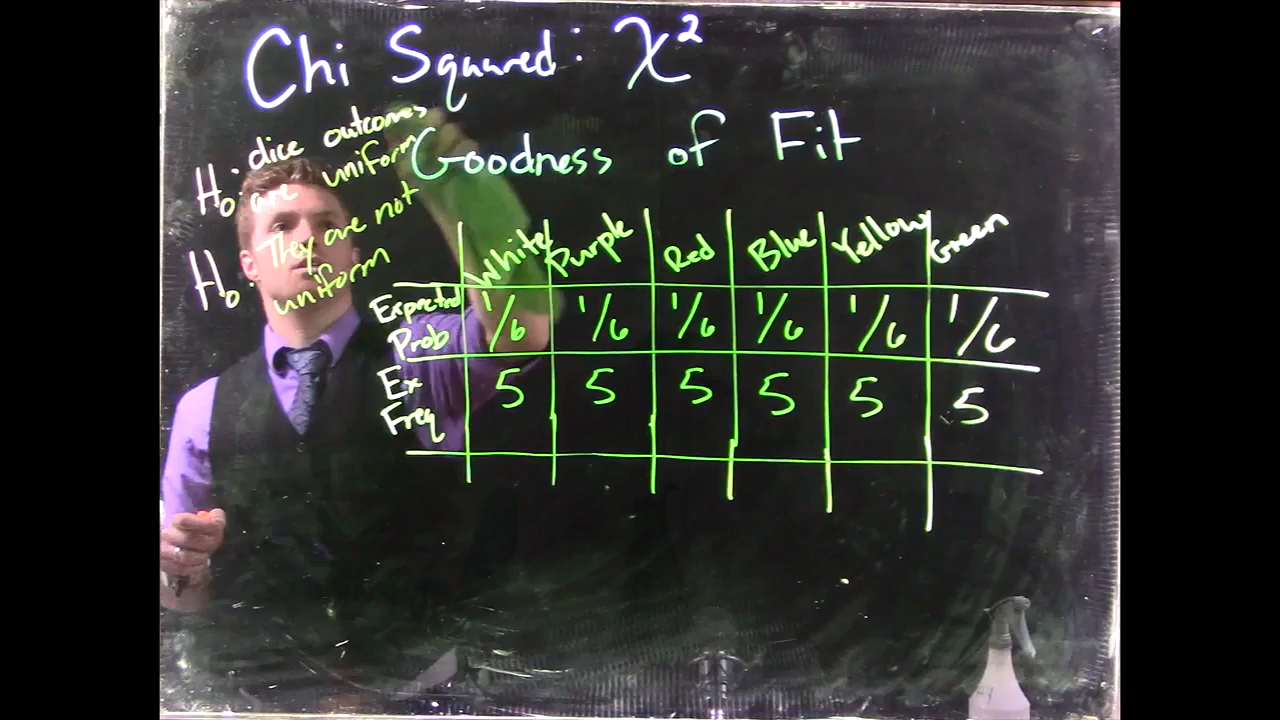 Chi Squared: χ²
Goodness of Fit
H₀: dice outcomes
are uniform
H₀: They are not
uniform
White Purple Red Blue Yellow Green
Expected Prob 1/6 1/6 1/6 1/6 1/6 1/6
Ex Freq 5 5 5 5 5 5